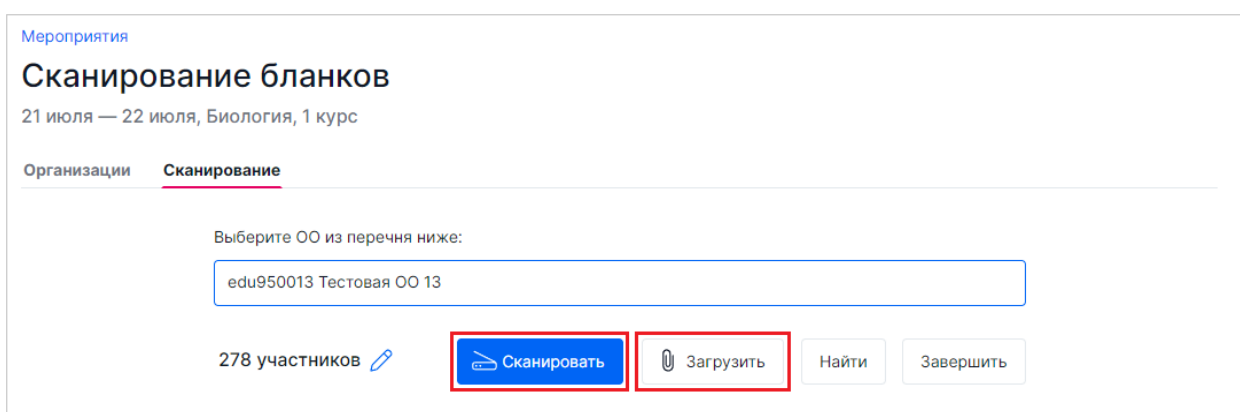 Мероприятия
Сканирование бланков
21 июля — 22 июля, Биология, 1 курс
Организации Сканирование
Выберите ОО из перечня ниже:
edu950013 Тестовая ОО 13
278 участников Сканировать Загрузить Найти Завершить